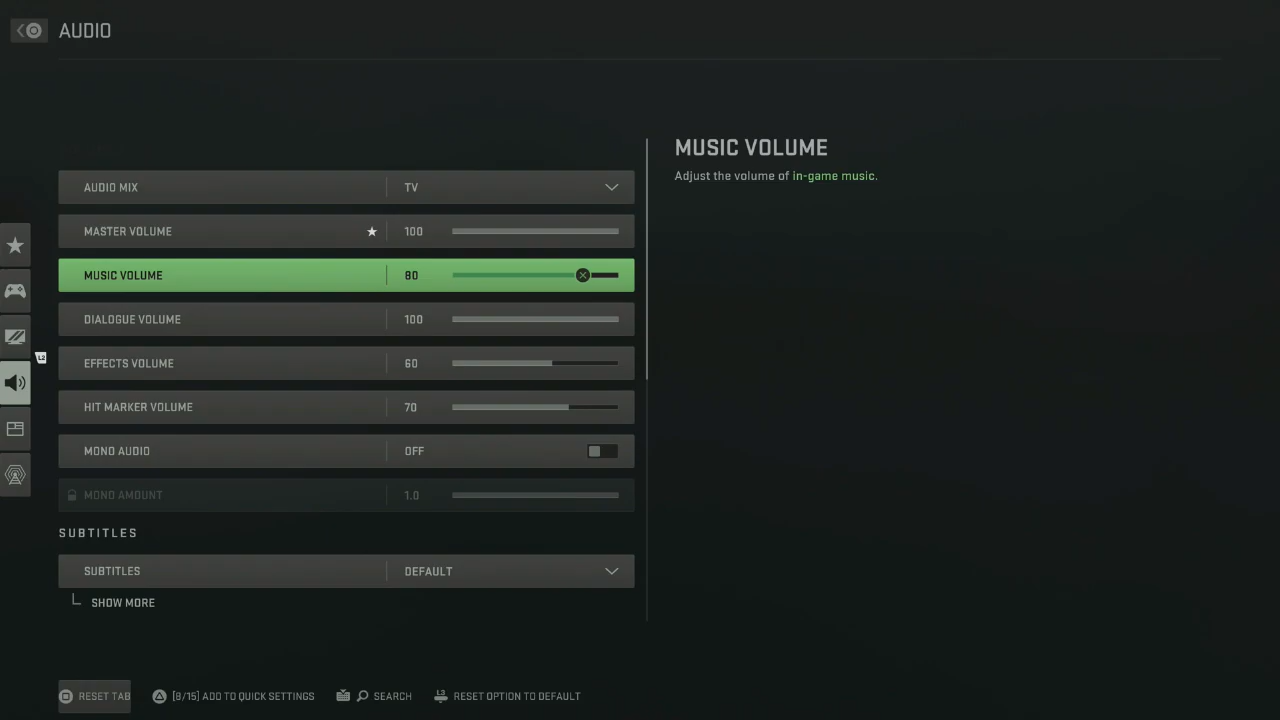 AUDIO
AUDIO MIX TV
MASTER VOLUME 100
MUSIC VOLUME 80
DIALOGUE VOLUME 100
EFFECTS VOLUME 60
HIT MARKER VOLUME 70
MONO AUDIO OFF
MONO AMOUNT 1.0
SUBTITLES
SUBTITLES DEFAULT
SHOW MORE
MUSIC VOLUME
Adjust the volume of in-game music.
L2
RESET TAB [8/15] ADD TO QUICK SETTINGS SEARCH L3 RESET OPTION TO DEFAULT